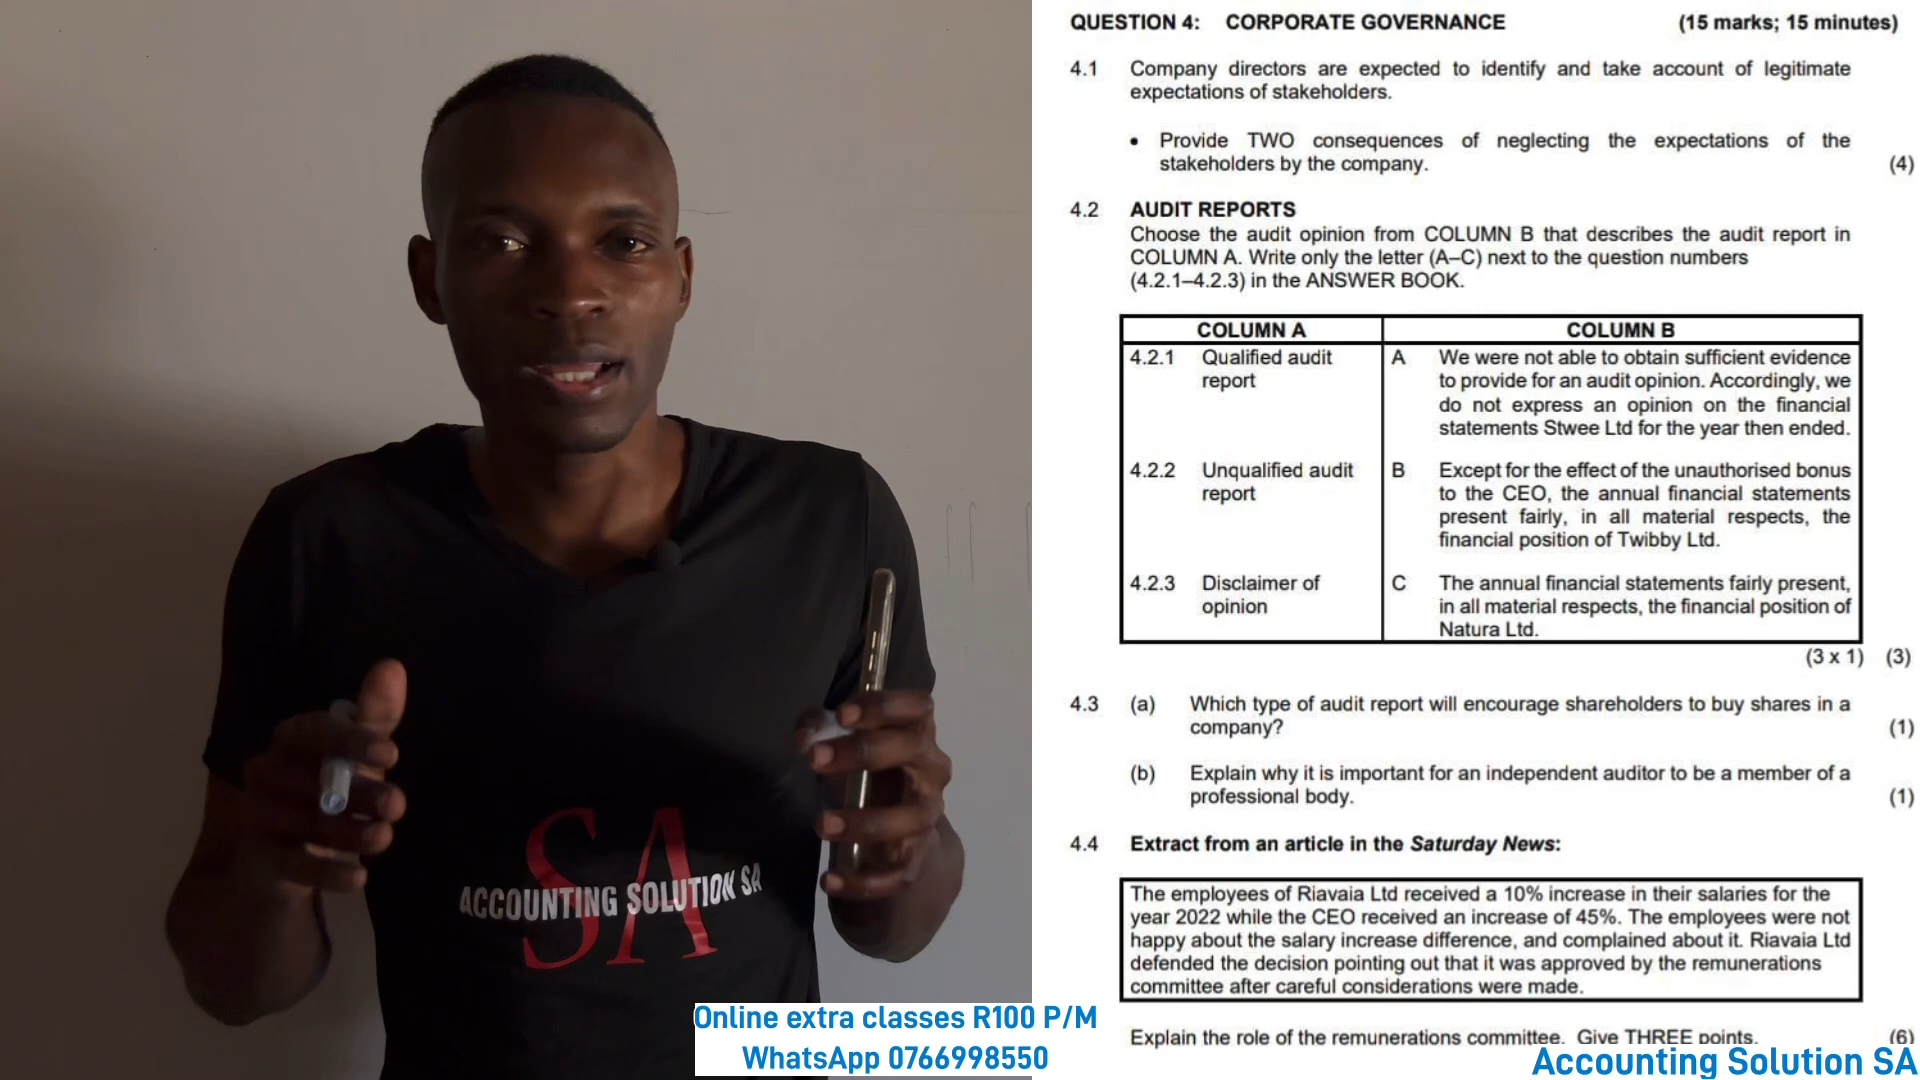 QUESTION 4: CORPORATE GOVERNANCE (15 marks; 15 minutes)
4.1 Company directors are expected to identify and take account of legitimate
expectations of stakeholders.
• Provide TWO consequences of neglecting the expectations of the
stakeholders by the company. (4)
4.2 AUDIT REPORTS
Choose the audit opinion from COLUMN B that describes the audit report in
COLUMN A. Write only the letter (A–C) next to the question numbers
(4.2.1–4.2.3) in the ANSWER BOOK.
COLUMN A COLUMN B
4.2.1 Qualified audit report
A We were not able to obtain sufficient evidence
to provide for an audit opinion. Accordingly, we
do not express an opinion on the financial
statements Stwee Ltd for the year then ended.
4.2.2 Unqualified audit report
B Except for the effect of the unauthorised bonus
to the CEO, the annual financial statements
present fairly, in all material respects, the
financial position of Twibby Ltd.
4.2.3 Disclaimer of opinion
C The annual financial statements fairly present,
in all material respects, the financial position of
Natura Ltd.
(3 x 1) (3)
4.3 (a) Which type of audit report will encourage shareholders to buy shares in a
company? (1)
(b) Explain why it is important for an independent auditor to be a member of a
professional body. (1)
4.4 Extract from an article in the Saturday News:
The employees of Riavaia Ltd received a 10% increase in their salaries for the
year 2022 while the CEO received an increase of 45%. The employees were not
happy about the salary increase difference, and complained about it. Riavaia Ltd
defended the decision pointing out that it was approved by the remunerations
committee after careful considerations were made.
Explain the role of the remunerations committee. Give THREE points. (6)
SA
ACCOUNTING SOLUTION SA
Online extra classes R100 P/M
WhatsApp 0766998550
Accounting Solution SA